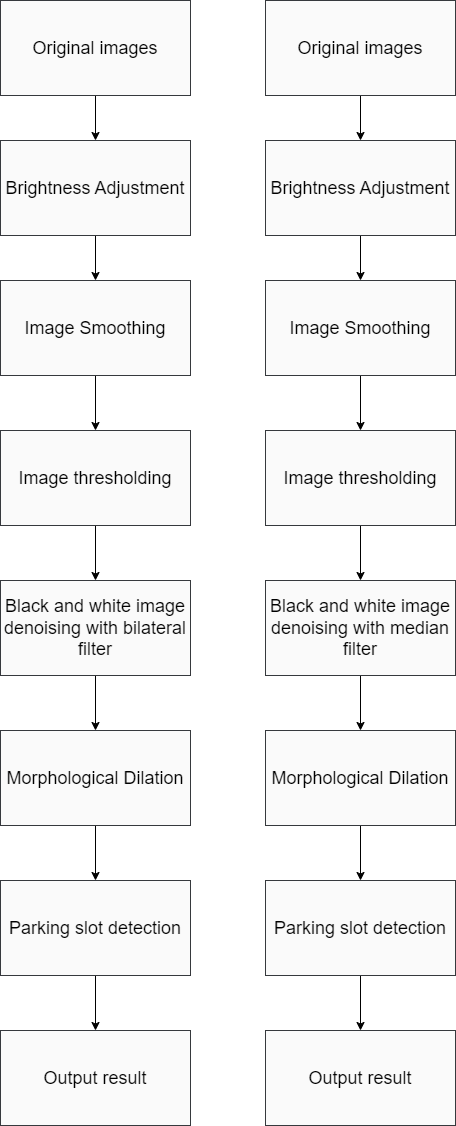 Original images
Brightness Adjustment
Image Smoothing
Image thresholding
Black and white image
denoising with bilateral
filter
Morphological Dilation
Parking slot detection
Output result
Original images
Brightness Adjustment
Image Smoothing
Image thresholding
Black and white image
denoising with median
filter
Morphological Dilation
Parking slot detection
Output result